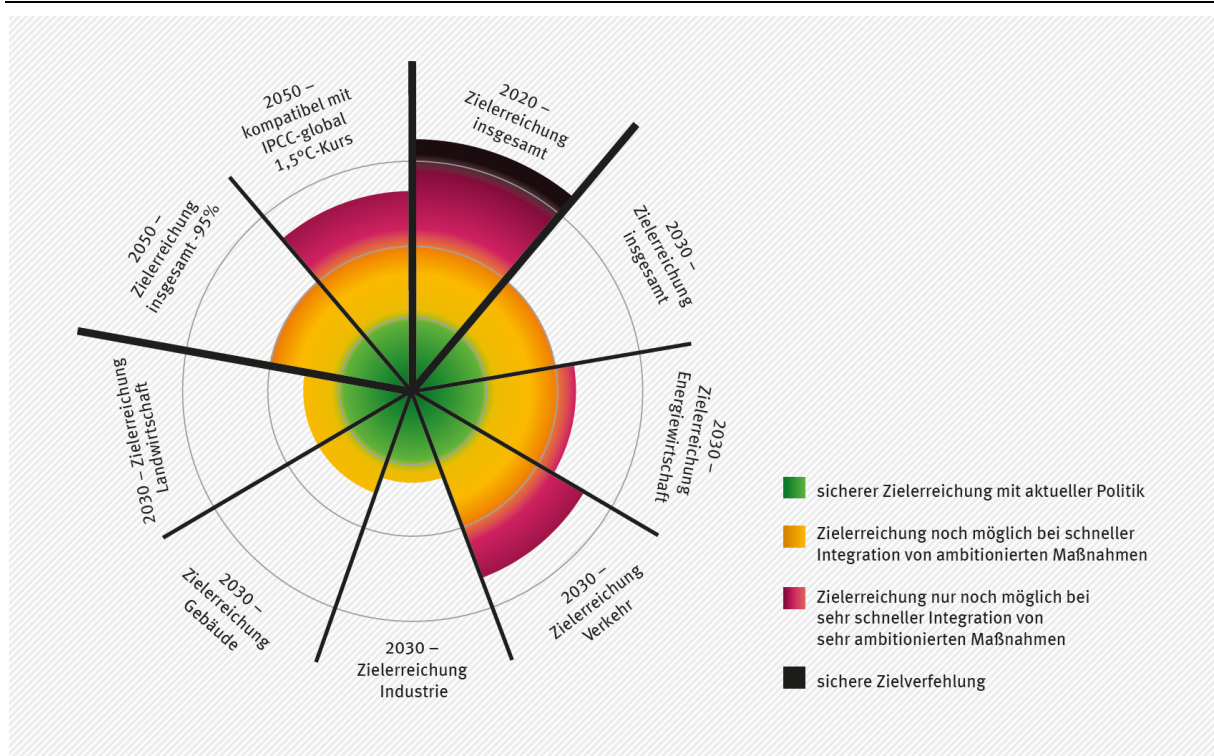 2050 –
kompatibel mit
IPCC-global
1,5°C-Kurs
2020 –
Zielerreichung
insgesamt
2030 –
Zielerreichung
insgesamt
2050 –
Zielerreichung
insgesamt -95%
2030 –
Zielerreichung
Energiewirtschaft
2030 – Zielerreichung
Landwirtschaft
2030 –
Zielerreichung
Verkehr
2030 –
Zielerreichung
Gebäude
2030 –
Zielerreichung
Industrie
sicherer Zielerreichung mit aktueller Politik
Zielerreichung noch möglich bei schneller
Integration von ambitionierten Maßnahmen
Zielerreichung nur noch möglich bei
sehr schneller Integration von
sehr ambitionierten Maßnahmen
sichere Zielverfehlung